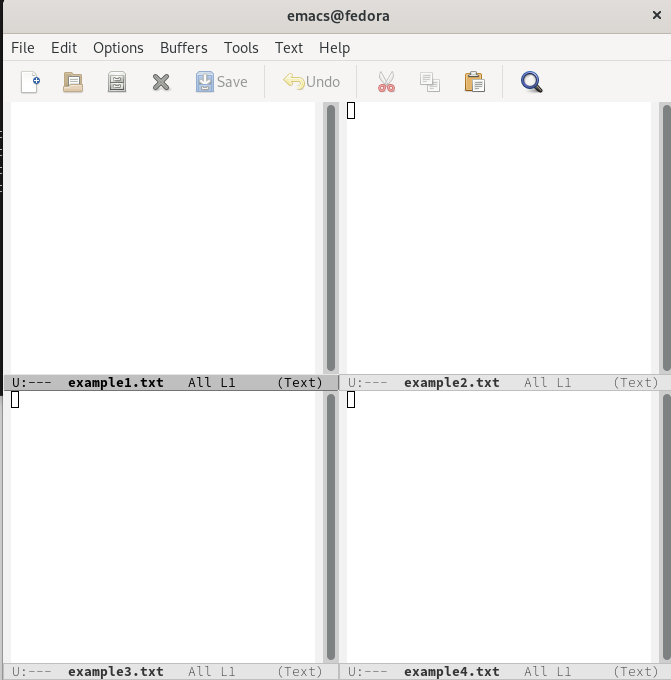 emacs@fedora ×
File Edit Options Buffers Tools Text Help
Save Undo
U:--- example1.txt All L1 (Text)
U:--- example2.txt All L1 (Text)
U:--- example3.txt All L1 (Text)
U:--- example4.txt All L1 (Text)